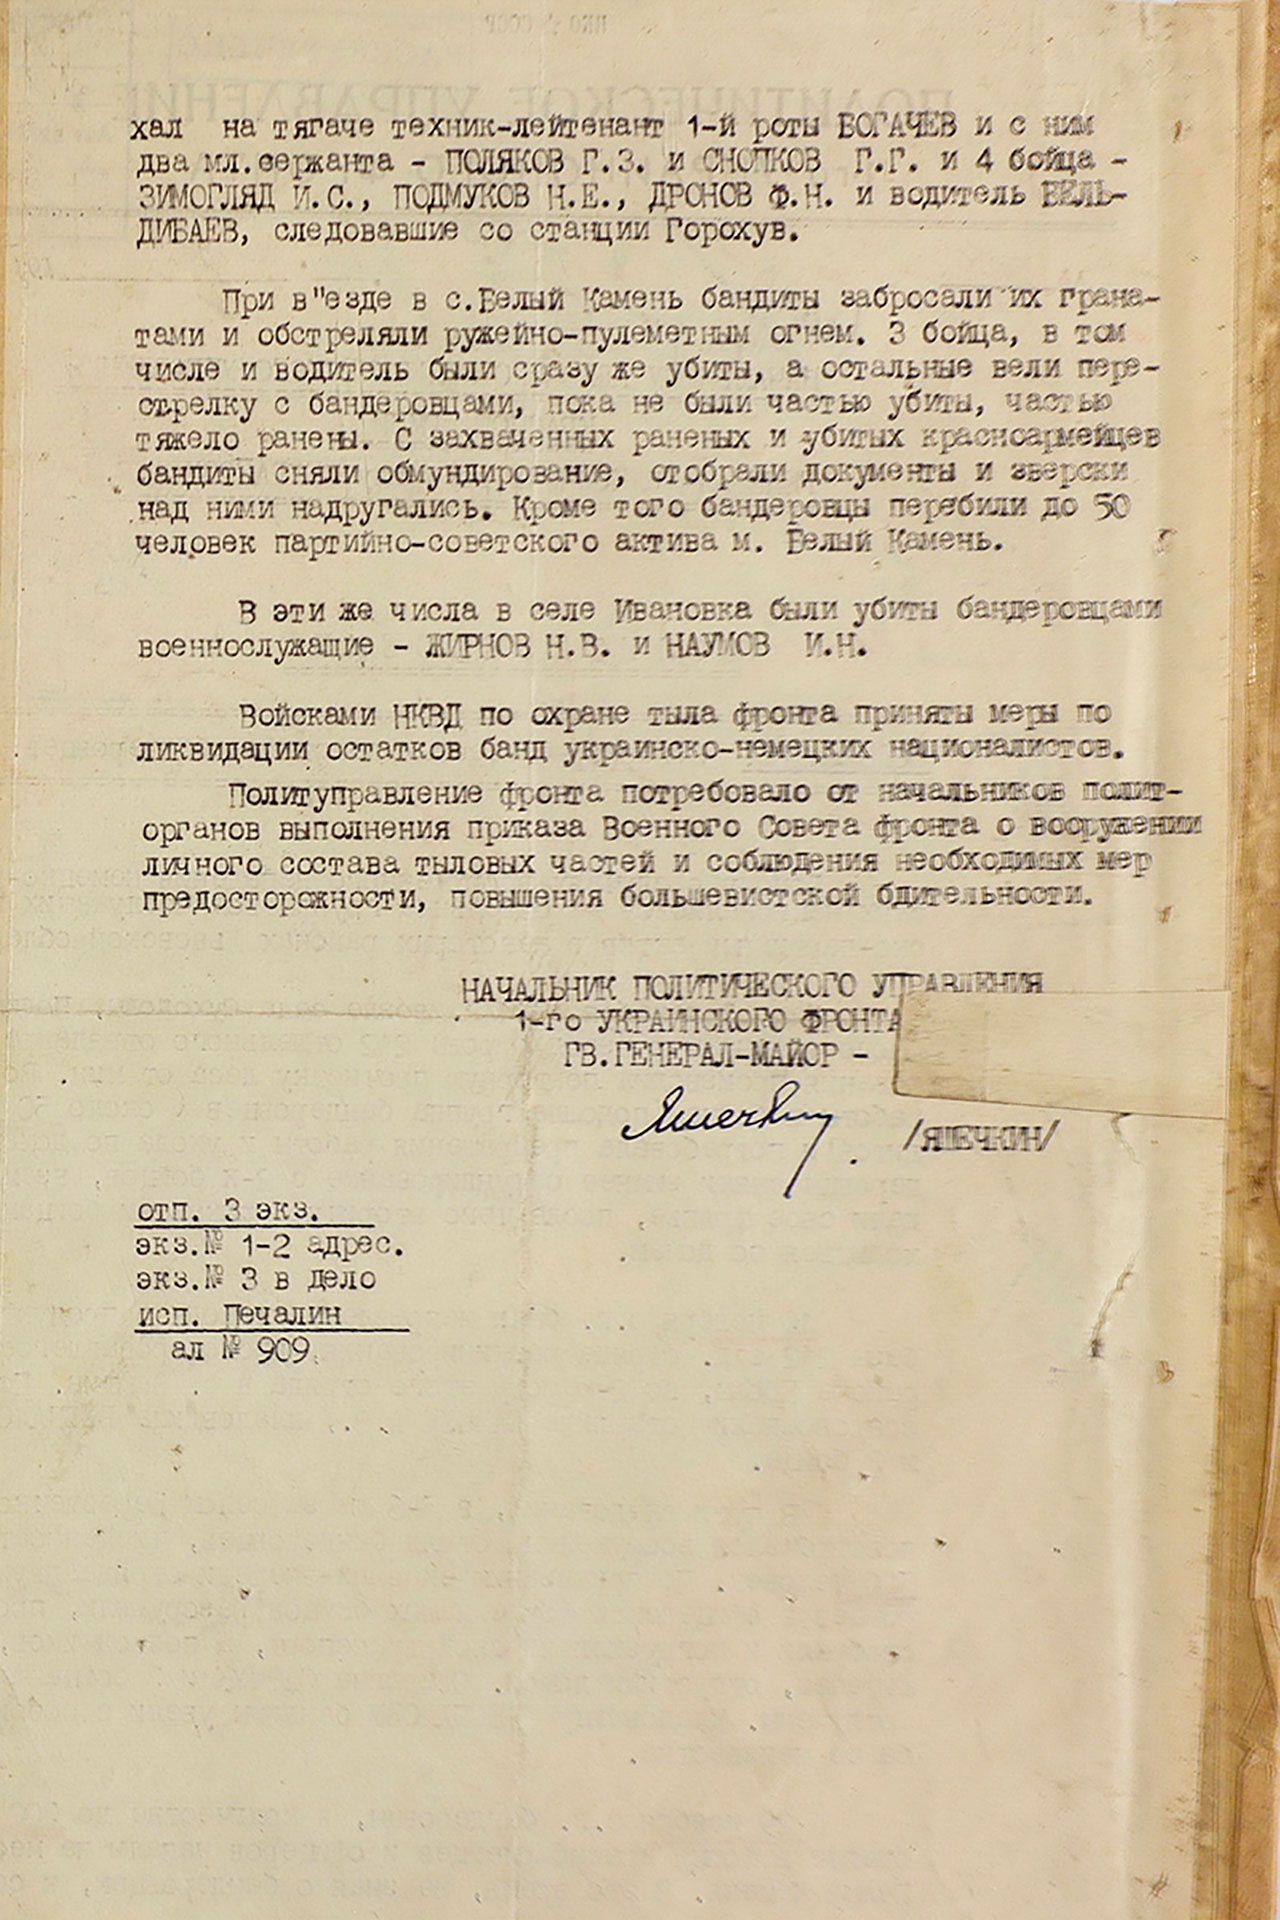 хал на тягаче техник-лейтенант 1-й роты БОГАЧЕВ и с ним
два мл.сержанта - ПОЛЯКОВ Г.З. и СНОПКОВ Г.Г. и 4 бойца -
ЗИМОГЛЯД И.С., ПОДМУКОВ Н.Е., ДРОНОВ Ф.Н. и водитель БЕЛЬ-
ДИБАЕВ, следовавшие со станции Горохув.
При в"езде в с.Белый Камень бандиты забросали их грана-
тами и обстреляли ружейно-пулеметным огнем. 3 бойца, в том
числе и водитель были сразу же убиты, а остальные вели пере-
стрелку с бандеровцами, пока не были частью убиты, частью
тяжело ранены. С захваченных раненых и убитых красноармейцев
бандиты сняли обмундирование, отобрали документы и зверски
над ними надругались. Кроме того бандеровцы перебили до 50
человек партийно-советского актива м. Белый Камень.
В эти же числа в селе Ивановка были убиты бандеровцами
военнослужащие - ЖИРНОВ Н.В. и НАУМОВ И.Н.
Войсками НКВД по охране тыла фронта приняты меры по
ликвидации остатков банд украинско-немецких националистов.
Политуправление фронта потребовало от начальников полит-
органов выполнения приказа Военного Совета фронта о вооружении
личного состава тыловых частей и соблюдения необходимых мер
предосторожности, повышения большевистской бдительности.
НАЧАЛЬНИК ПОЛИТИЧЕСКОГО УПРАВЛЕНИЯ
1-го УКРАИНСКОГО ФРОНТА
ГВ.ГЕНЕРАЛ-МАЙОР -
Яшечкин
/ЯШЕЧКИН/
отп. 3 экз.
экз.№ 1-2 адрес.
экз.№ 3 в дело
исп. Печалин
ал № 909